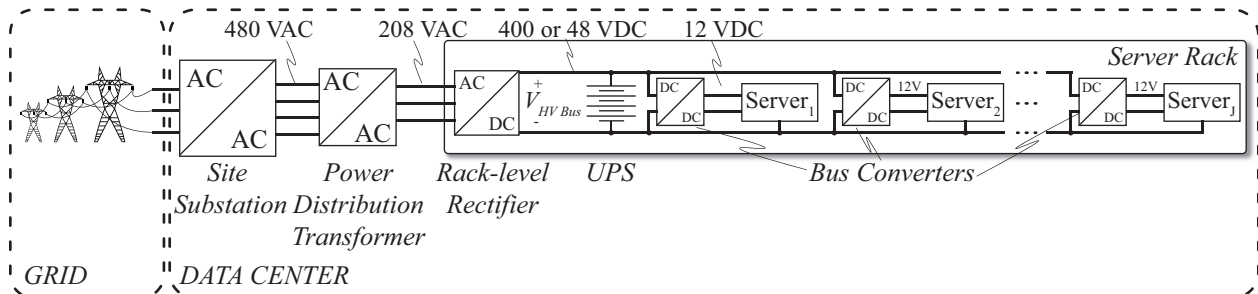 480 VAC
208 VAC
400 or 48 VDC
12 VDC
Server Rack
AC
AC
AC
AC
AC
DC
+
V HV Bus
-
DC
DC
Server1
DC
DC
12V
Server2
...
...
DC
DC
12V
ServerJ
Site
Substation
Power
Distribution
Transformer
Rack-level
Rectifier
UPS
Bus Converters
GRID
DATA CENTER